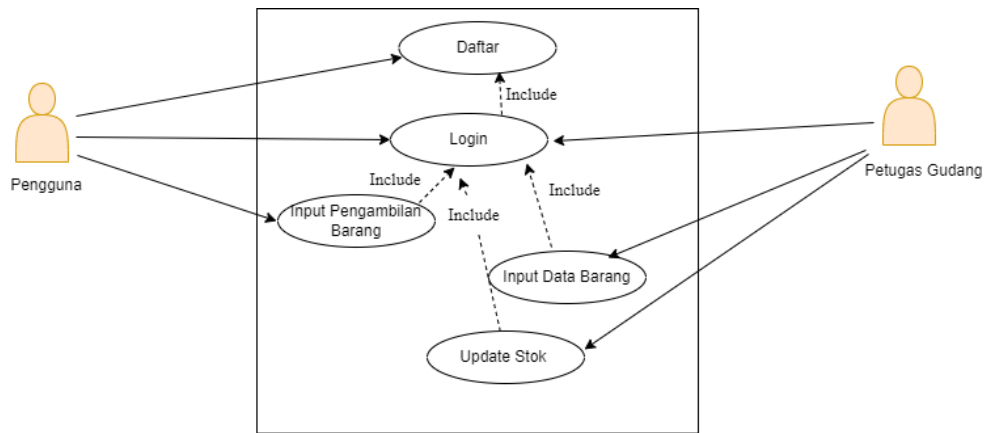 Daftar
Include
Login
Pengguna
Petugas Gudang
Include
Include
Input Pengambilan
Barang
Include
Input Data Barang
Update Stok